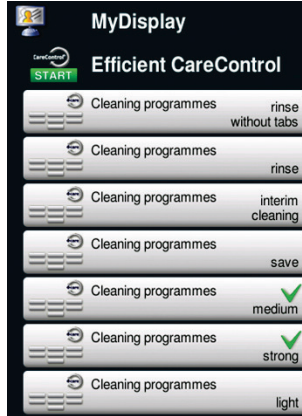 MyDisplay
CareControl
START
Efficient CareControl
Cleaning programmes
rinse
without tabs
Cleaning programmes
rinse
Cleaning programmes
interim
cleaning
Cleaning programmes
save
Cleaning programmes
medium
Cleaning programmes
strong
Cleaning programmes
light